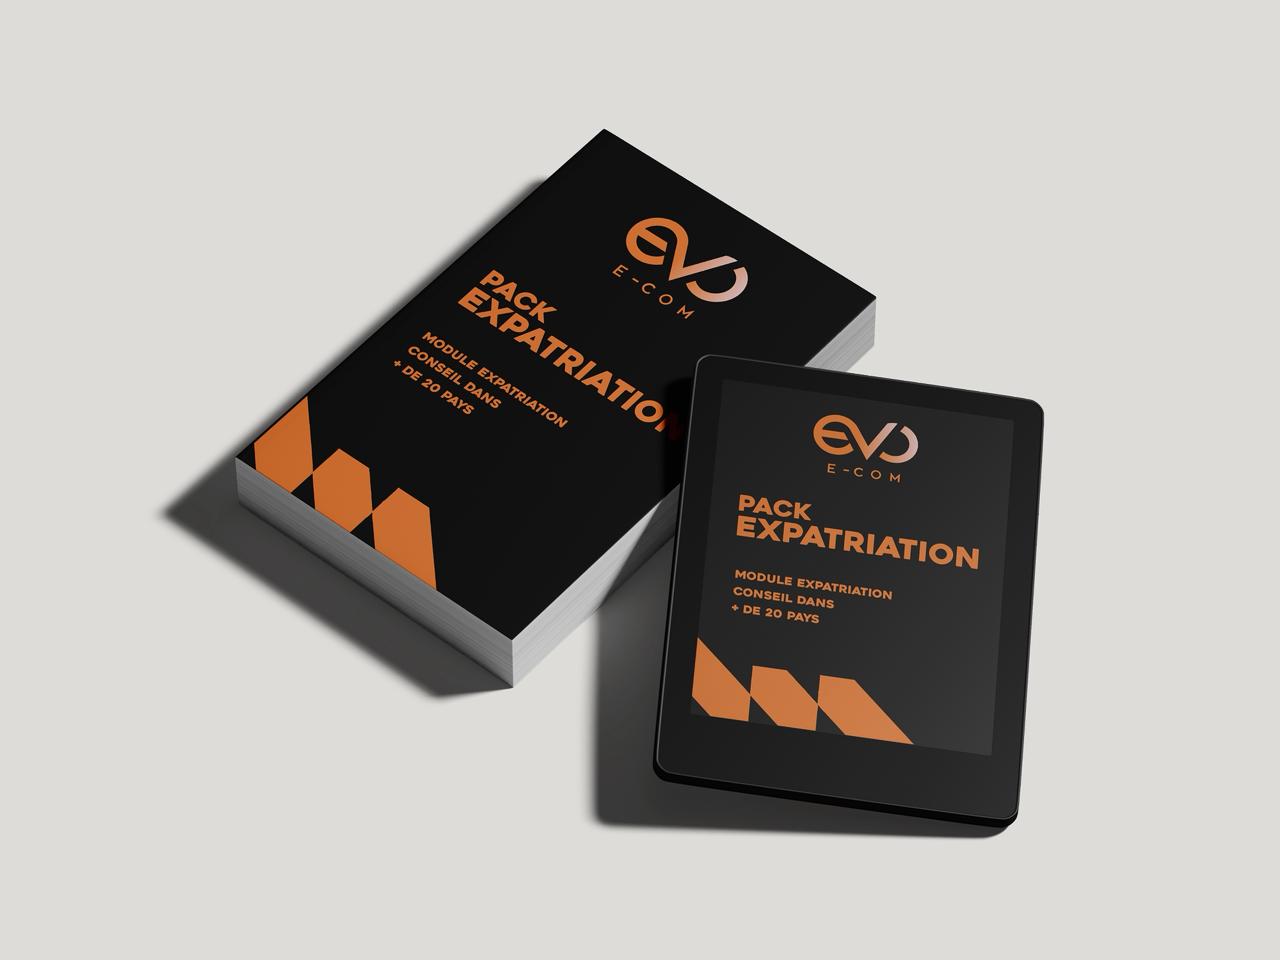 EVO
E-COM
PACK
EXPATRIATION
MODULE EXPATRIATION
CONSEIL DANS
+ DE 20 PAYS
EVO
E-COM
PACK
EXPATRIATION
MODULE EXPATRIATION
CONSEIL DANS
+ DE 20 PAYS